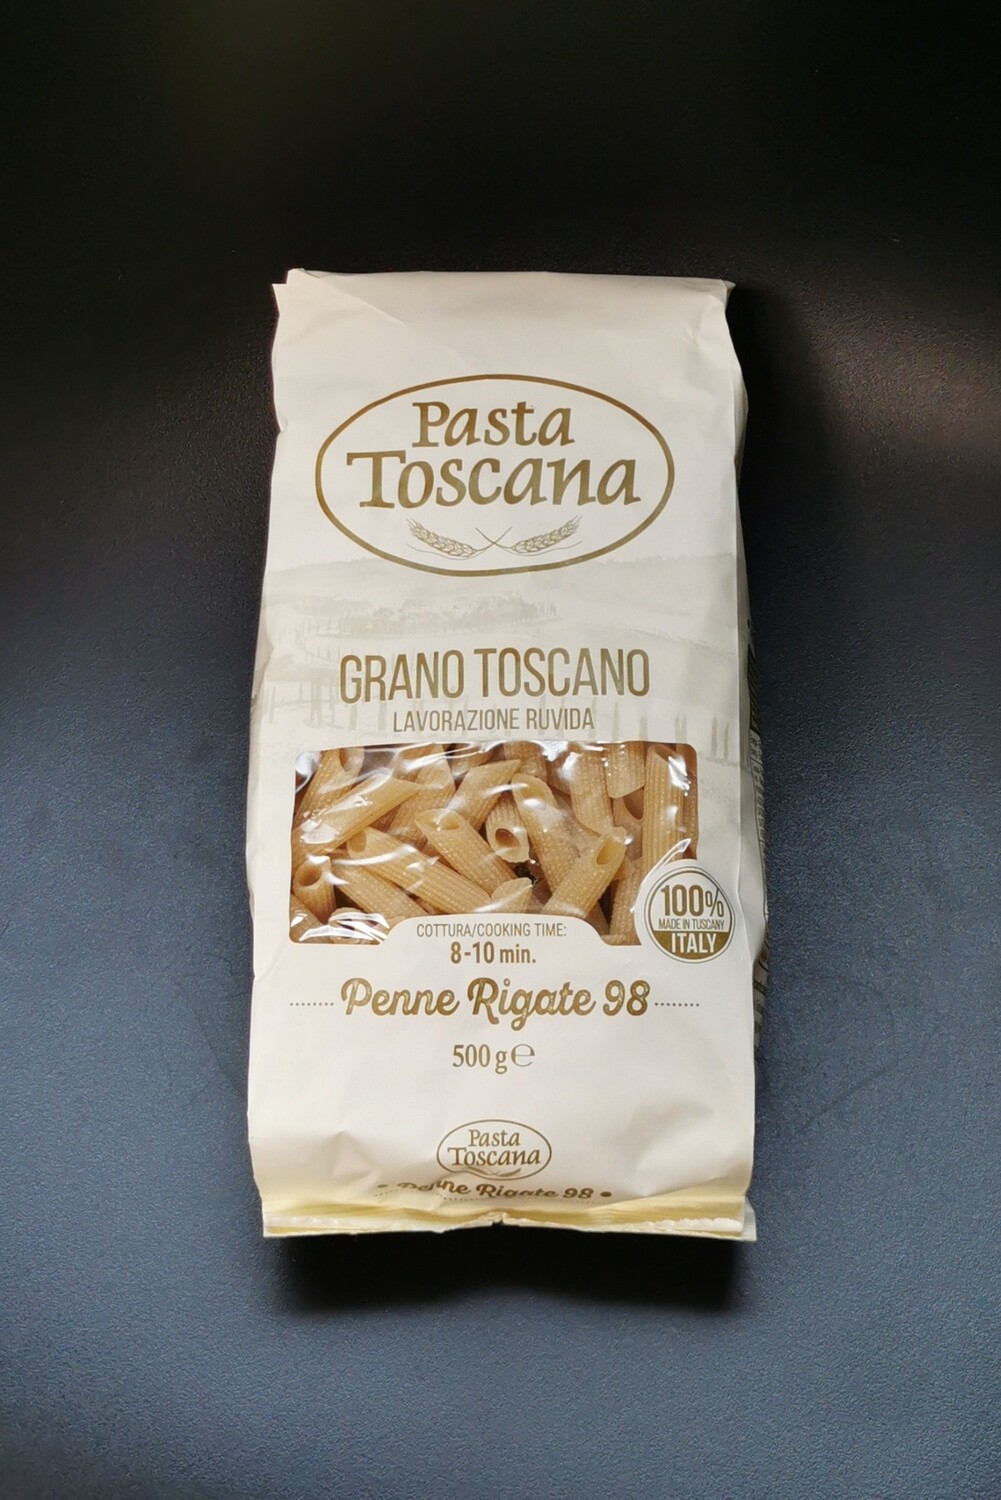 Pasta
Toscana
GRANO TOSCANO
LAVORAZIONE RUVIDA
100%
MADE IN TUSCANY
ITALY
COTTURA/COOKING TIME:
8-10 min.
Penne Rigate 98
500 g ℮
Pasta
Toscana
• Penne Rigate 98 •